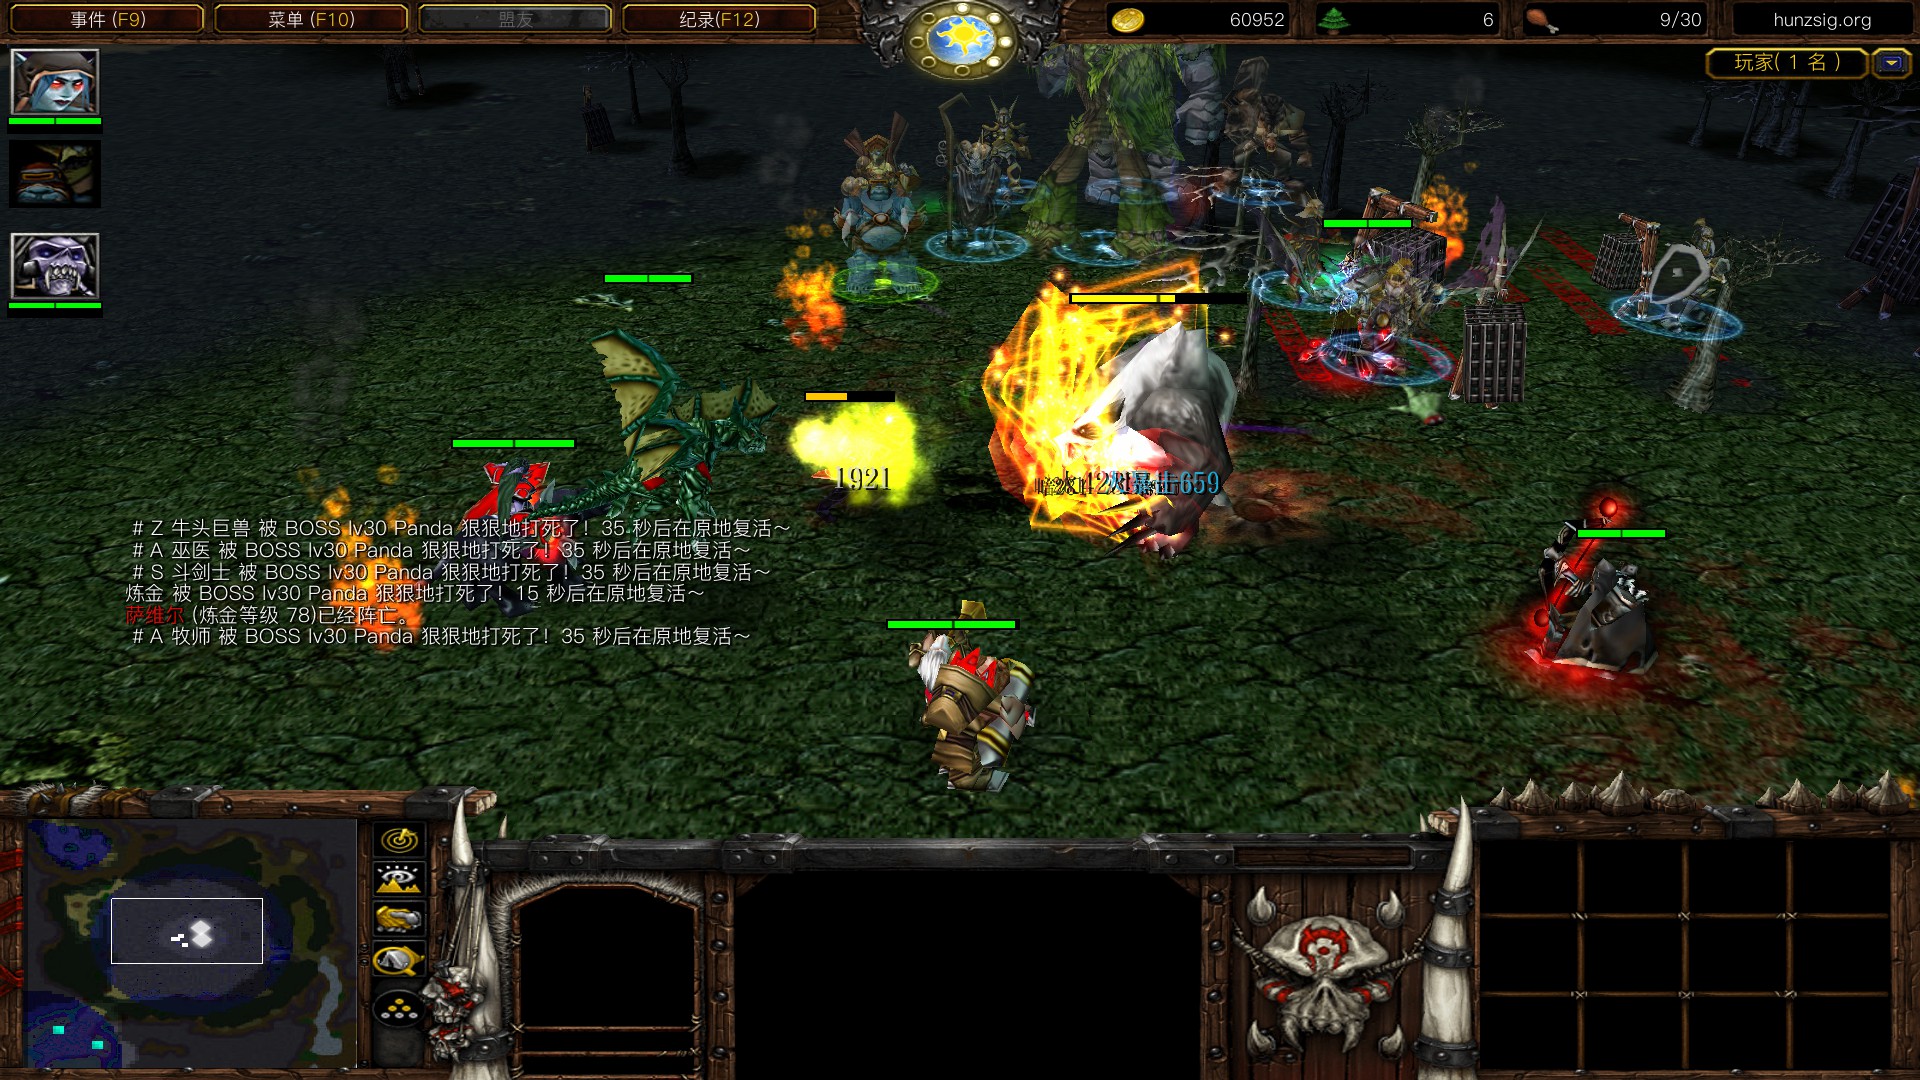 事件 (F9)
菜单 (F10)
盟友
纪录(F12)
60952
6
9/30
hunzsig.org
玩家( 1 名 )
1921
暴击659
# Z 牛头巨兽 被 BOSS lv30 Panda 狠狠地打死了! 35 秒后在原地复活～
# A 巫医 被 BOSS lv30 Panda 狠狠地打死了! 35 秒后在原地复活～
# S 斗剑士 被 BOSS lv30 Panda 狠狠地打死了! 35 秒后在原地复活～
炼金 被 BOSS lv30 Panda 狠狠地打死了! 15 秒后在原地复活～
萨维尔 (炼金等级 78)已经阵亡。
# A 牧师 被 BOSS lv30 Panda 狠狠地打死了! 35 秒后在原地复活～